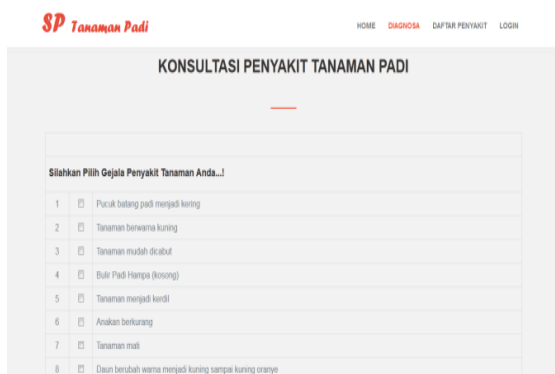 SP Tanaman Padi
HOME DIAGNOSA DAFTAR PENYAKIT LOGIN
KONSULTASI PENYAKIT TANAMAN PADI
Silahkan Pilih Gejala Penyakit Tanaman Anda...!
1 Pucuk batang padi menjadi kering
2 Tanaman berwarna kuning
3 Tanaman mudah dicabut
4 Bulir Padi Hampa (kosong)
5 Tanaman menjadi kerdil
6 Anakan berkurang
7 Tanaman mati
8 Daun berubah warna menjadi kuning sampai kuning oranye